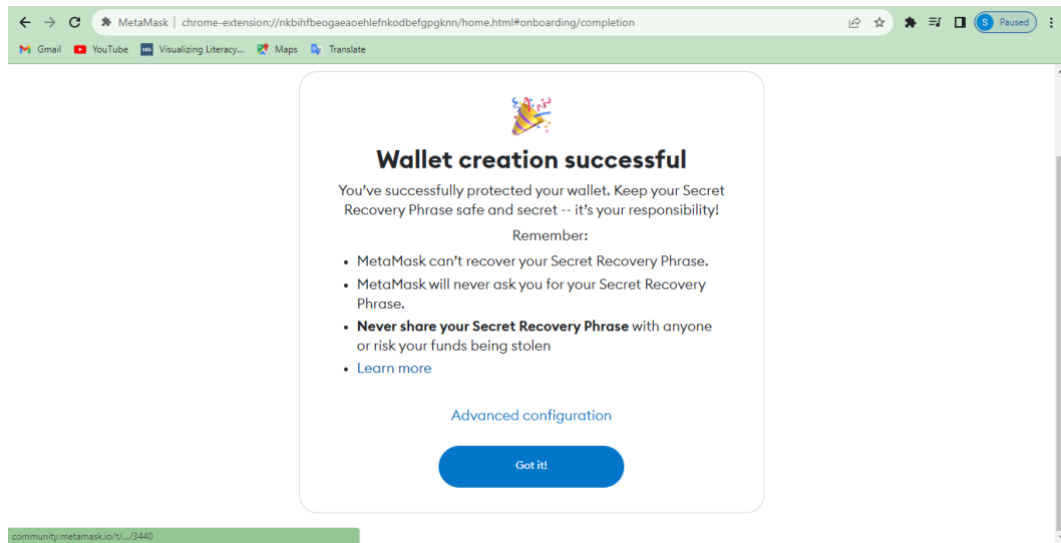 MetaMask | chrome-extension://nkbihfbeogaeaoehlefnkodbefgpgknn/home.html#onboarding/completion
S Paused
Gmail YouTube Visualizing Literacy... Maps Translate
Wallet creation successful
You've successfully protected your wallet. Keep your Secret
Recovery Phrase safe and secret -- it's your responsibility!
Remember:
• MetaMask can't recover your Secret Recovery Phrase.
• MetaMask will never ask you for your Secret Recovery
Phrase.
• Never share your Secret Recovery Phrase with anyone
or risk your funds being stolen
• Learn more
Advanced configuration
Got it!
community.metamask.io/t/.../3440